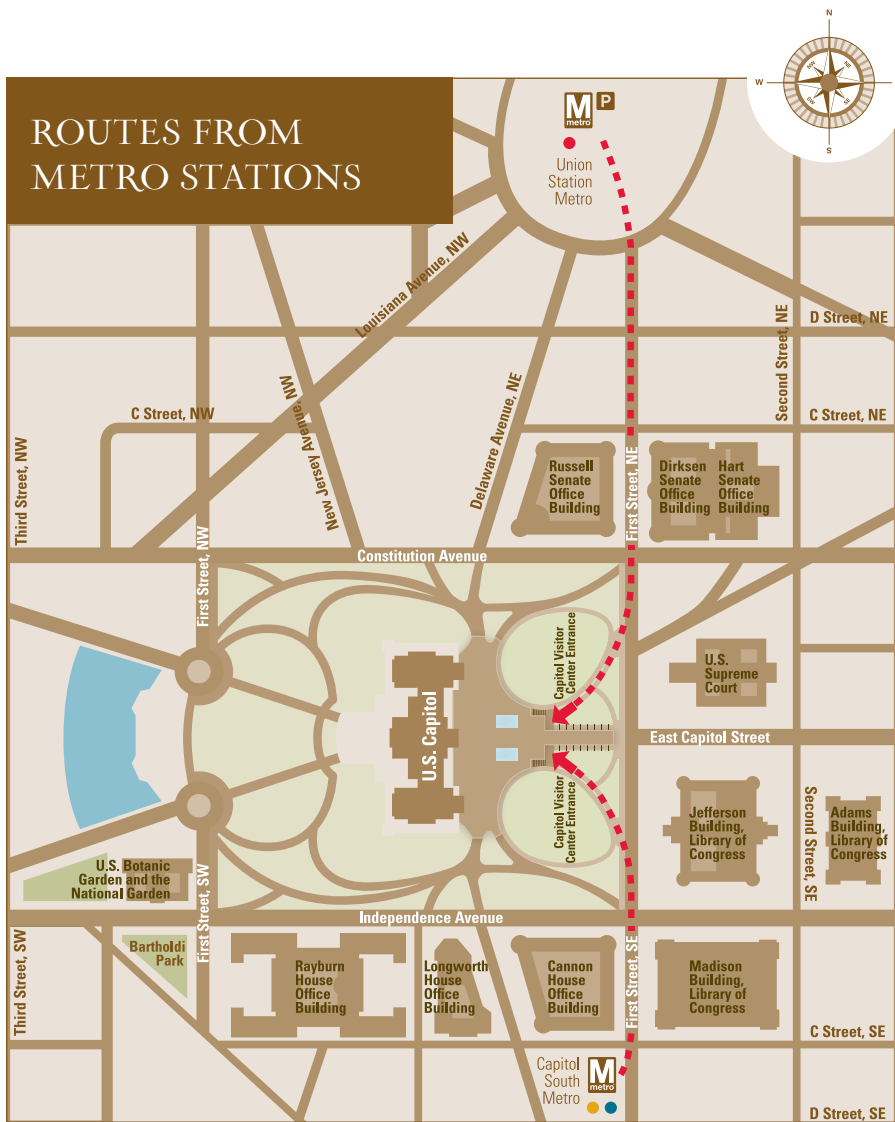 ROUTES FROM
METRO STATIONS
N
NW
NE
W
E
SW
SE
S
M
metro
P
Union
Station
Metro
Louisiana Avenue, NW
D Street, NE
Second Street, NE
C Street, NW
New Jersey Avenue, NW
Delaware Avenue, NE
C Street, NE
Third Street, NW
Russell
Senate
Office
Building
First Street, NE
Dirksen
Senate
Office
Building
Hart
Senate
Office
Building
Constitution Avenue
First Street, NW
Capitol Visitor
Center Entrance
U.S.
Supreme
Court
U.S. Capitol
East Capitol Street
Capitol Visitor
Center Entrance
Jefferson
Building,
Library of
Congress
Second Street, SE
Adams
Building,
Library of
Congress
U.S. Botanic
Garden and the
National Garden
First Street, SW
Independence Avenue
Third Street, SW
Bartholdi
Park
Rayburn
House
Office
Building
Longworth
House
Office
Building
Cannon
House
Office
Building
First Street, SE
Madison
Building,
Library of
Congress
C Street, SE
Capitol
South
Metro
M
metro
D Street, SE